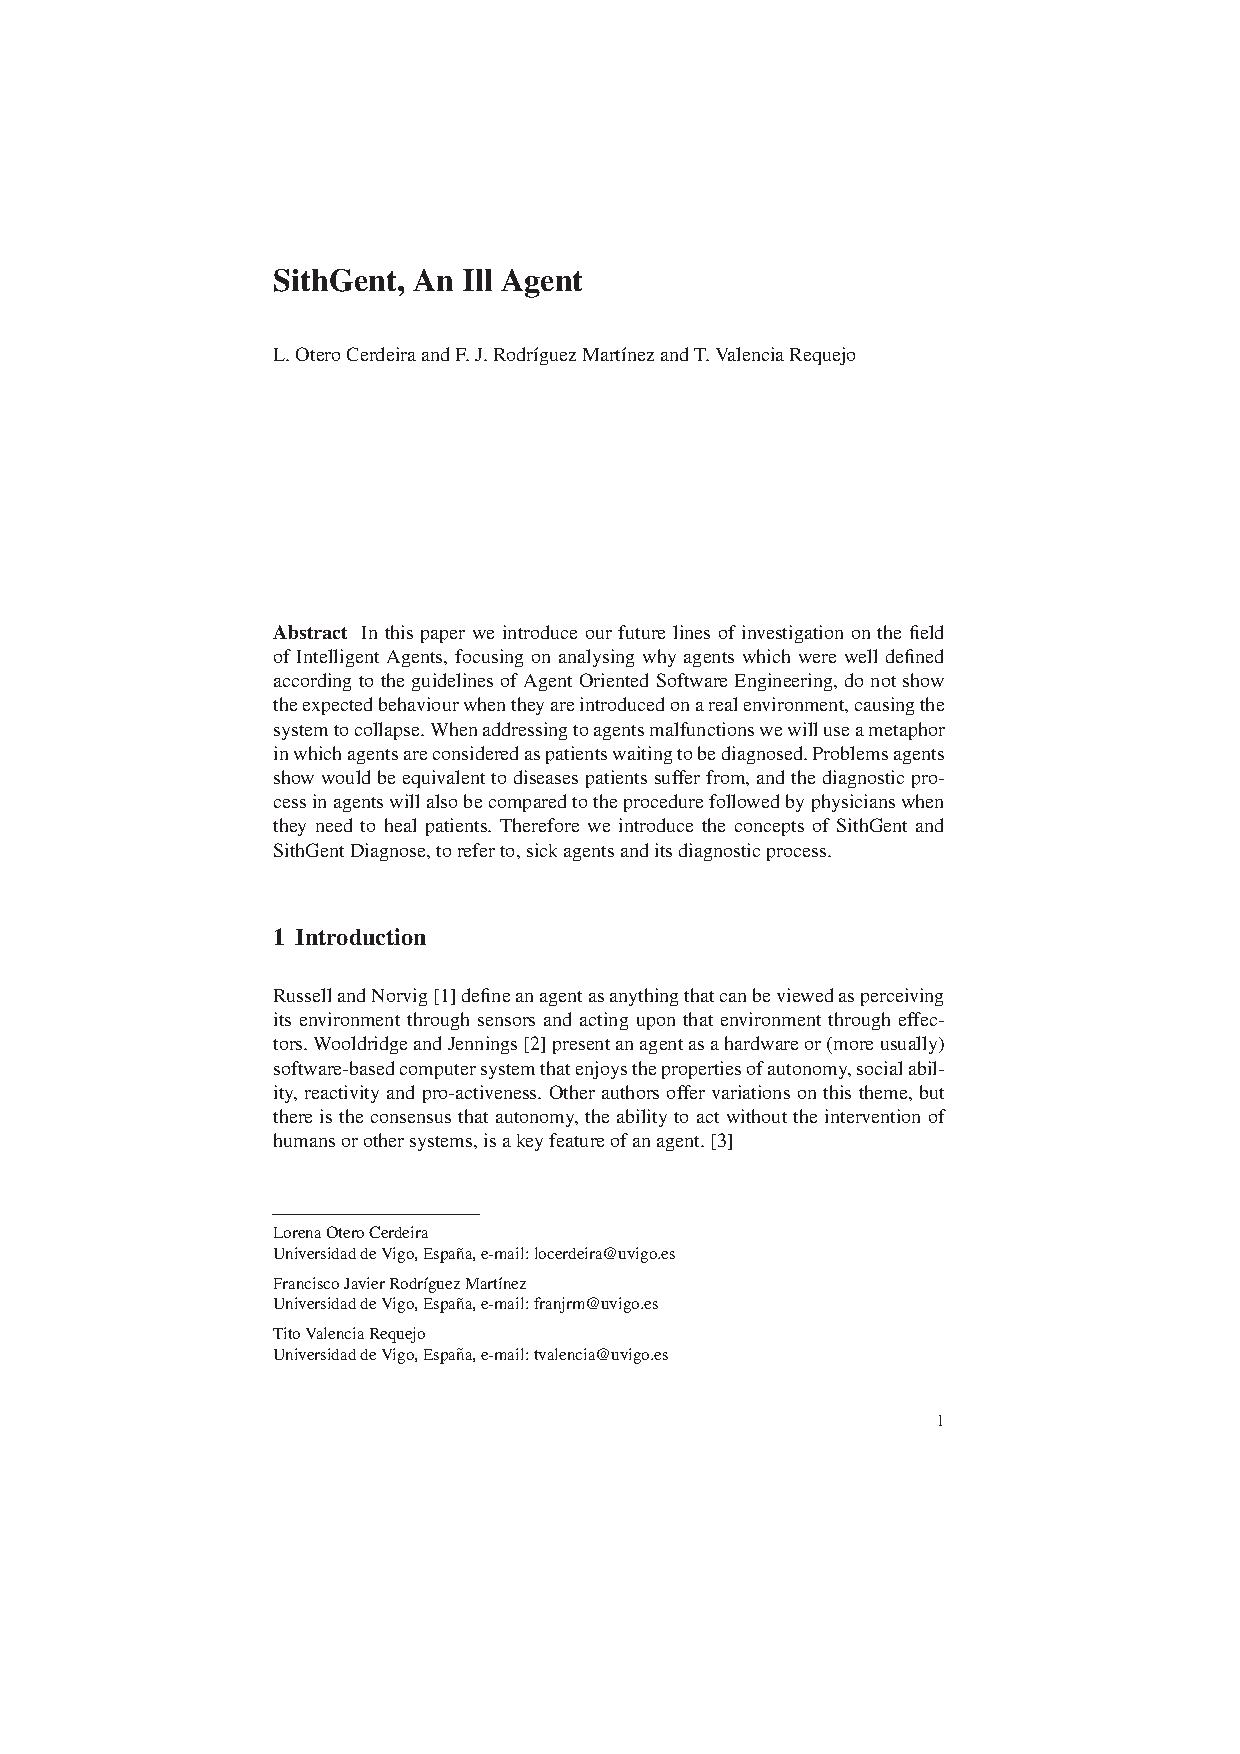 SithGent, An Ill Agent
L. Otero Cerdeira and F. J. Rodríguez Martínez and T. Valencia Requejo
Abstract In this paper we introduce our future lines of investigation on the field
of Intelligent Agents, focusing on analysing why agents which were well defined
according to the guidelines of Agent Oriented Software Engineering, do not show
the expected behaviour when they are introduced on a real environment, causing the
system to collapse. When addressing to agents malfunctions we will use a metaphor
in which agents are considered as patients waiting to be diagnosed. Problems agents
show would be equivalent to diseases patients suffer from, and the diagnostic pro-
cess in agents will also be compared to the procedure followed by physicians when
they need to heal patients. Therefore we introduce the concepts of SithGent and
SithGent Diagnose, to refer to, sick agents and its diagnostic process.
1 Introduction
Russell and Norvig [1] define an agent as anything that can be viewed as perceiving
its environment through sensors and acting upon that environment through effec-
tors. Wooldridge and Jennings [2] present an agent as a hardware or (more usually)
software-based computer system that enjoys the properties of autonomy, social abil-
ity, reactivity and pro-activeness. Other authors offer variations on this theme, but
there is the consensus that autonomy, the ability to act without the intervention of
humans or other systems, is a key feature of an agent. [3]
Lorena Otero Cerdeira
Universidad de Vigo, España, e-mail: locerdeira@uvigo.es
Francisco Javier Rodríguez Martínez
Universidad de Vigo, España, e-mail: franjrm@uvigo.es
Tito Valencia Requejo
Universidad de Vigo, España, e-mail: tvalencia@uvigo.es
1